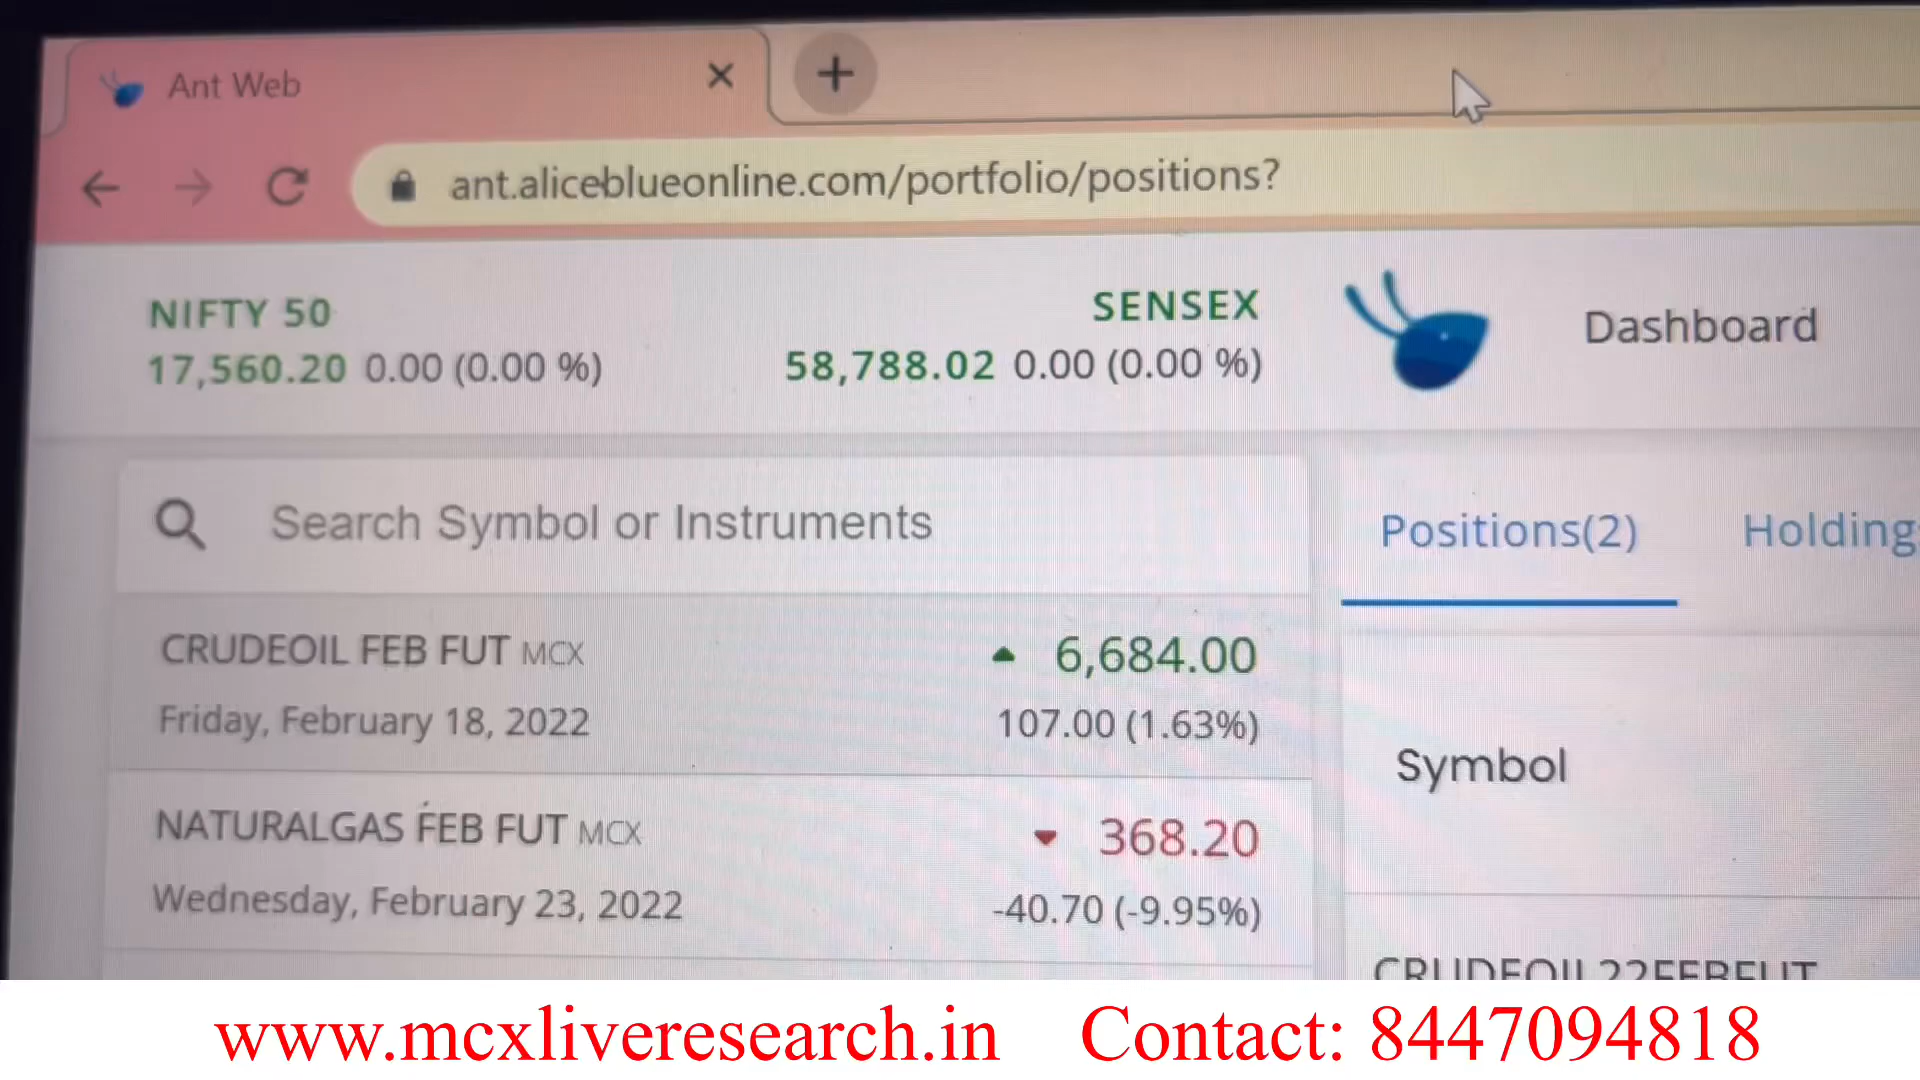 Ant Web
ant.aliceblueonline.com/portfolio/positions?
NIFTY 50
17,560.20 0.00 (0.00 %)
SENSEX
58,788.02 0.00 (0.00 %)
Dashboard
Search Symbol or Instruments
Positions(2)
Holding
CRUDEOIL FEB FUT MCX
6,684.00
Friday, February 18, 2022
107.00 (1.63%)
Symbol
NATURALGAS FEB FUT MCX
368.20
Wednesday, February 23, 2022
-40.70 (-9.95%)
CRUDEOIL22FEBFUT
www.mcxliveresearch.in Contact: 8447094818